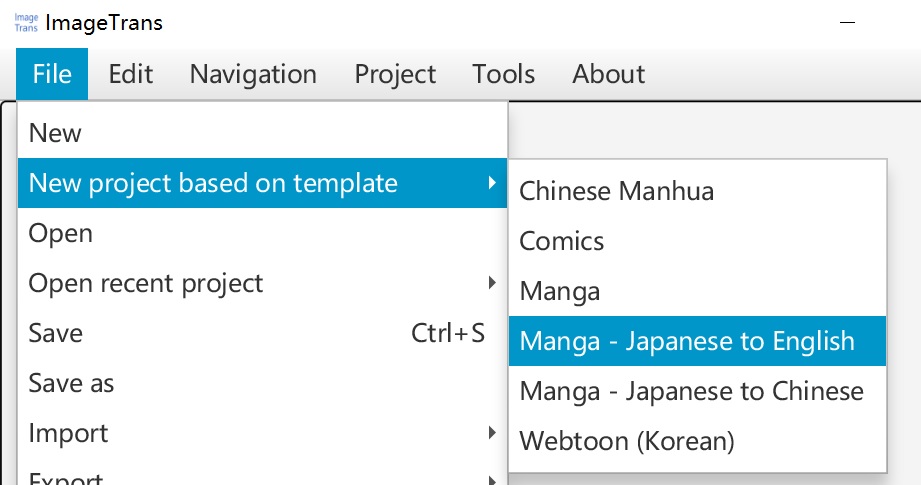 Image
Trans
ImageTrans
File Edit Navigation Project Tools About
New
New project based on template
Open
Open recent project
Save Ctrl+S
Save as
Import
Export
Chinese Manhua
Comics
Manga
Manga - Japanese to English
Manga - Japanese to Chinese
Webtoon (Korean)